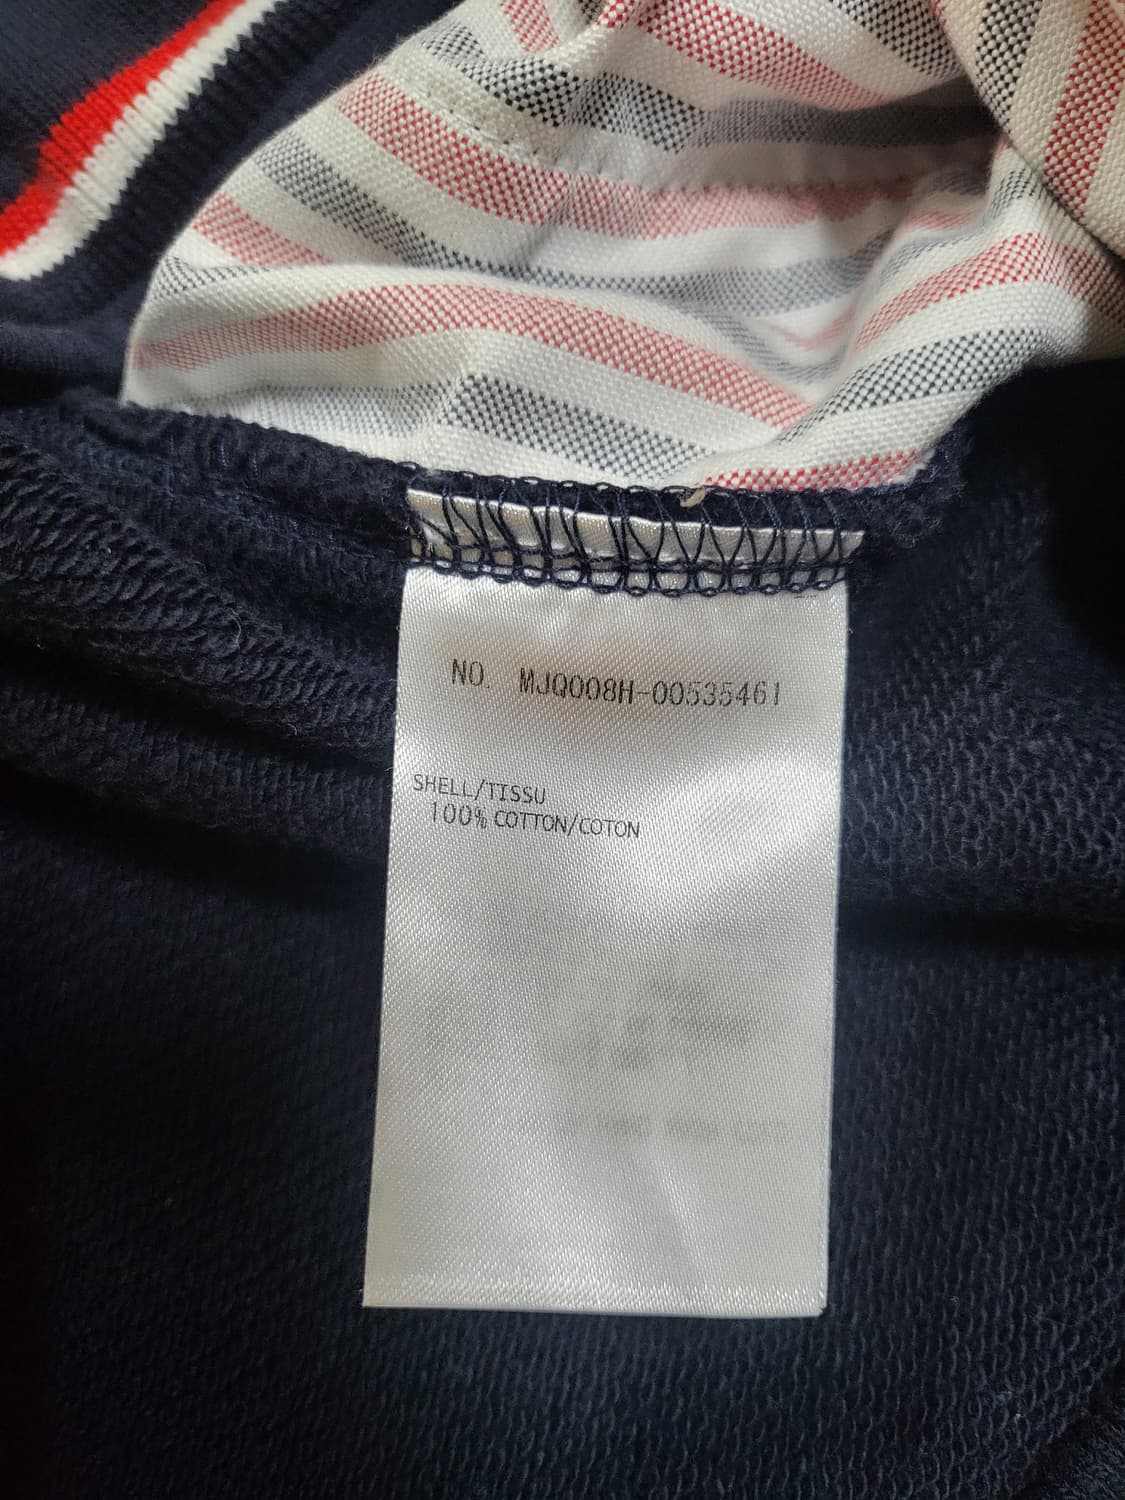 NO. MJQ008H-00535461
SHELL/TISSU
100% COTTON/COTON